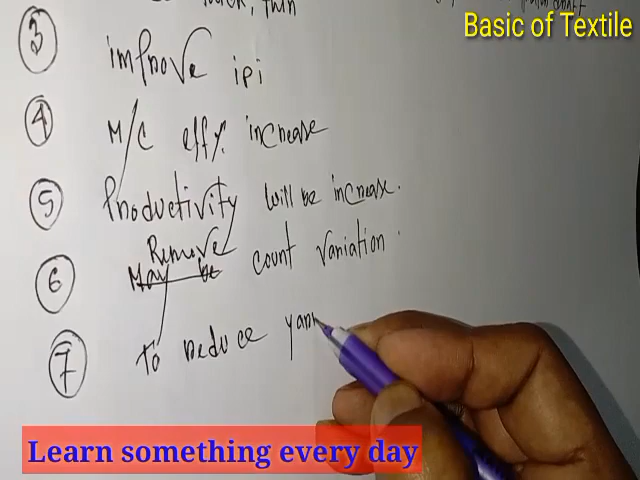 thin
Basic of Textile
3 improve ipi
4 M/C effy. increase
5 Productivity will be increase.
Remove
6 May be count variation.
7 To reduce yarn
Learn something every day